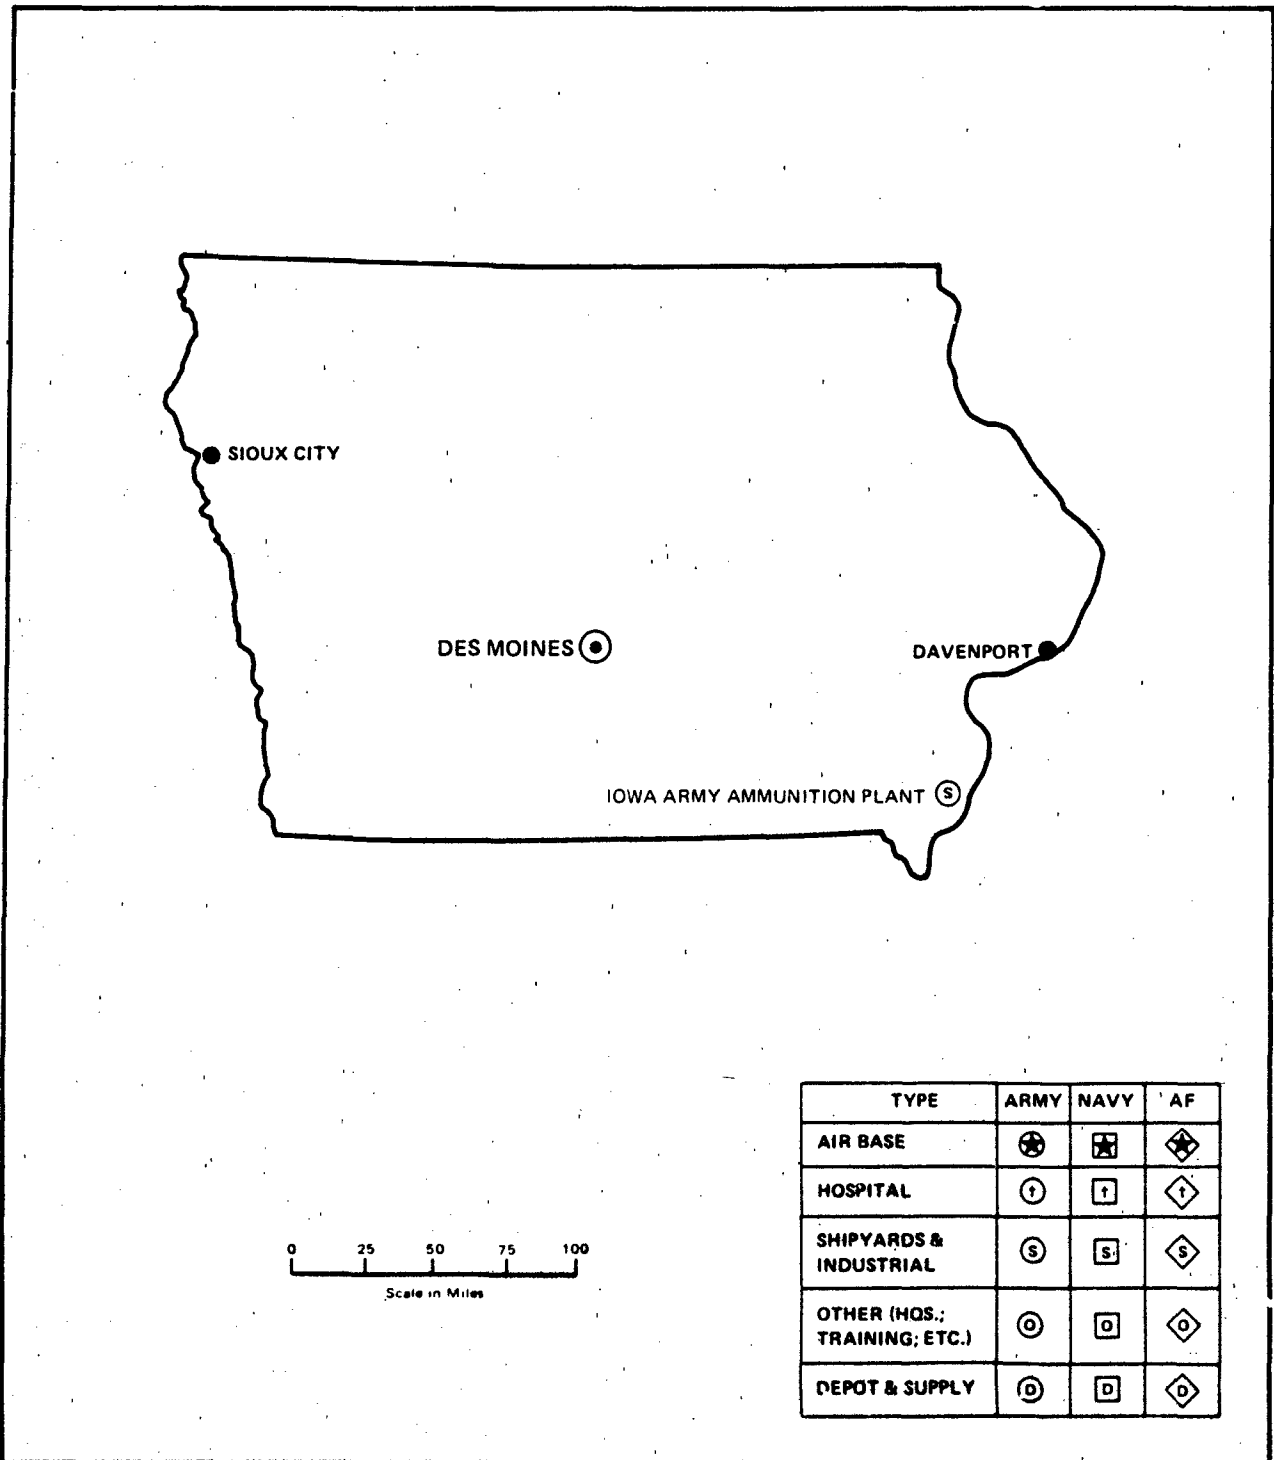 SIOUX CITY
DES MOINES
DAVENPORT
IOWA ARMY AMMUNITION PLANT S
0 25 50 75 100
Scale in Miles
TYPE ARMY NAVY AF
AIR BASE
HOSPITAL † † †
SHIPYARDS &
INDUSTRIAL S S S
OTHER (HQS.;
TRAINING; ETC.) O O O
DEPOT & SUPPLY D D D